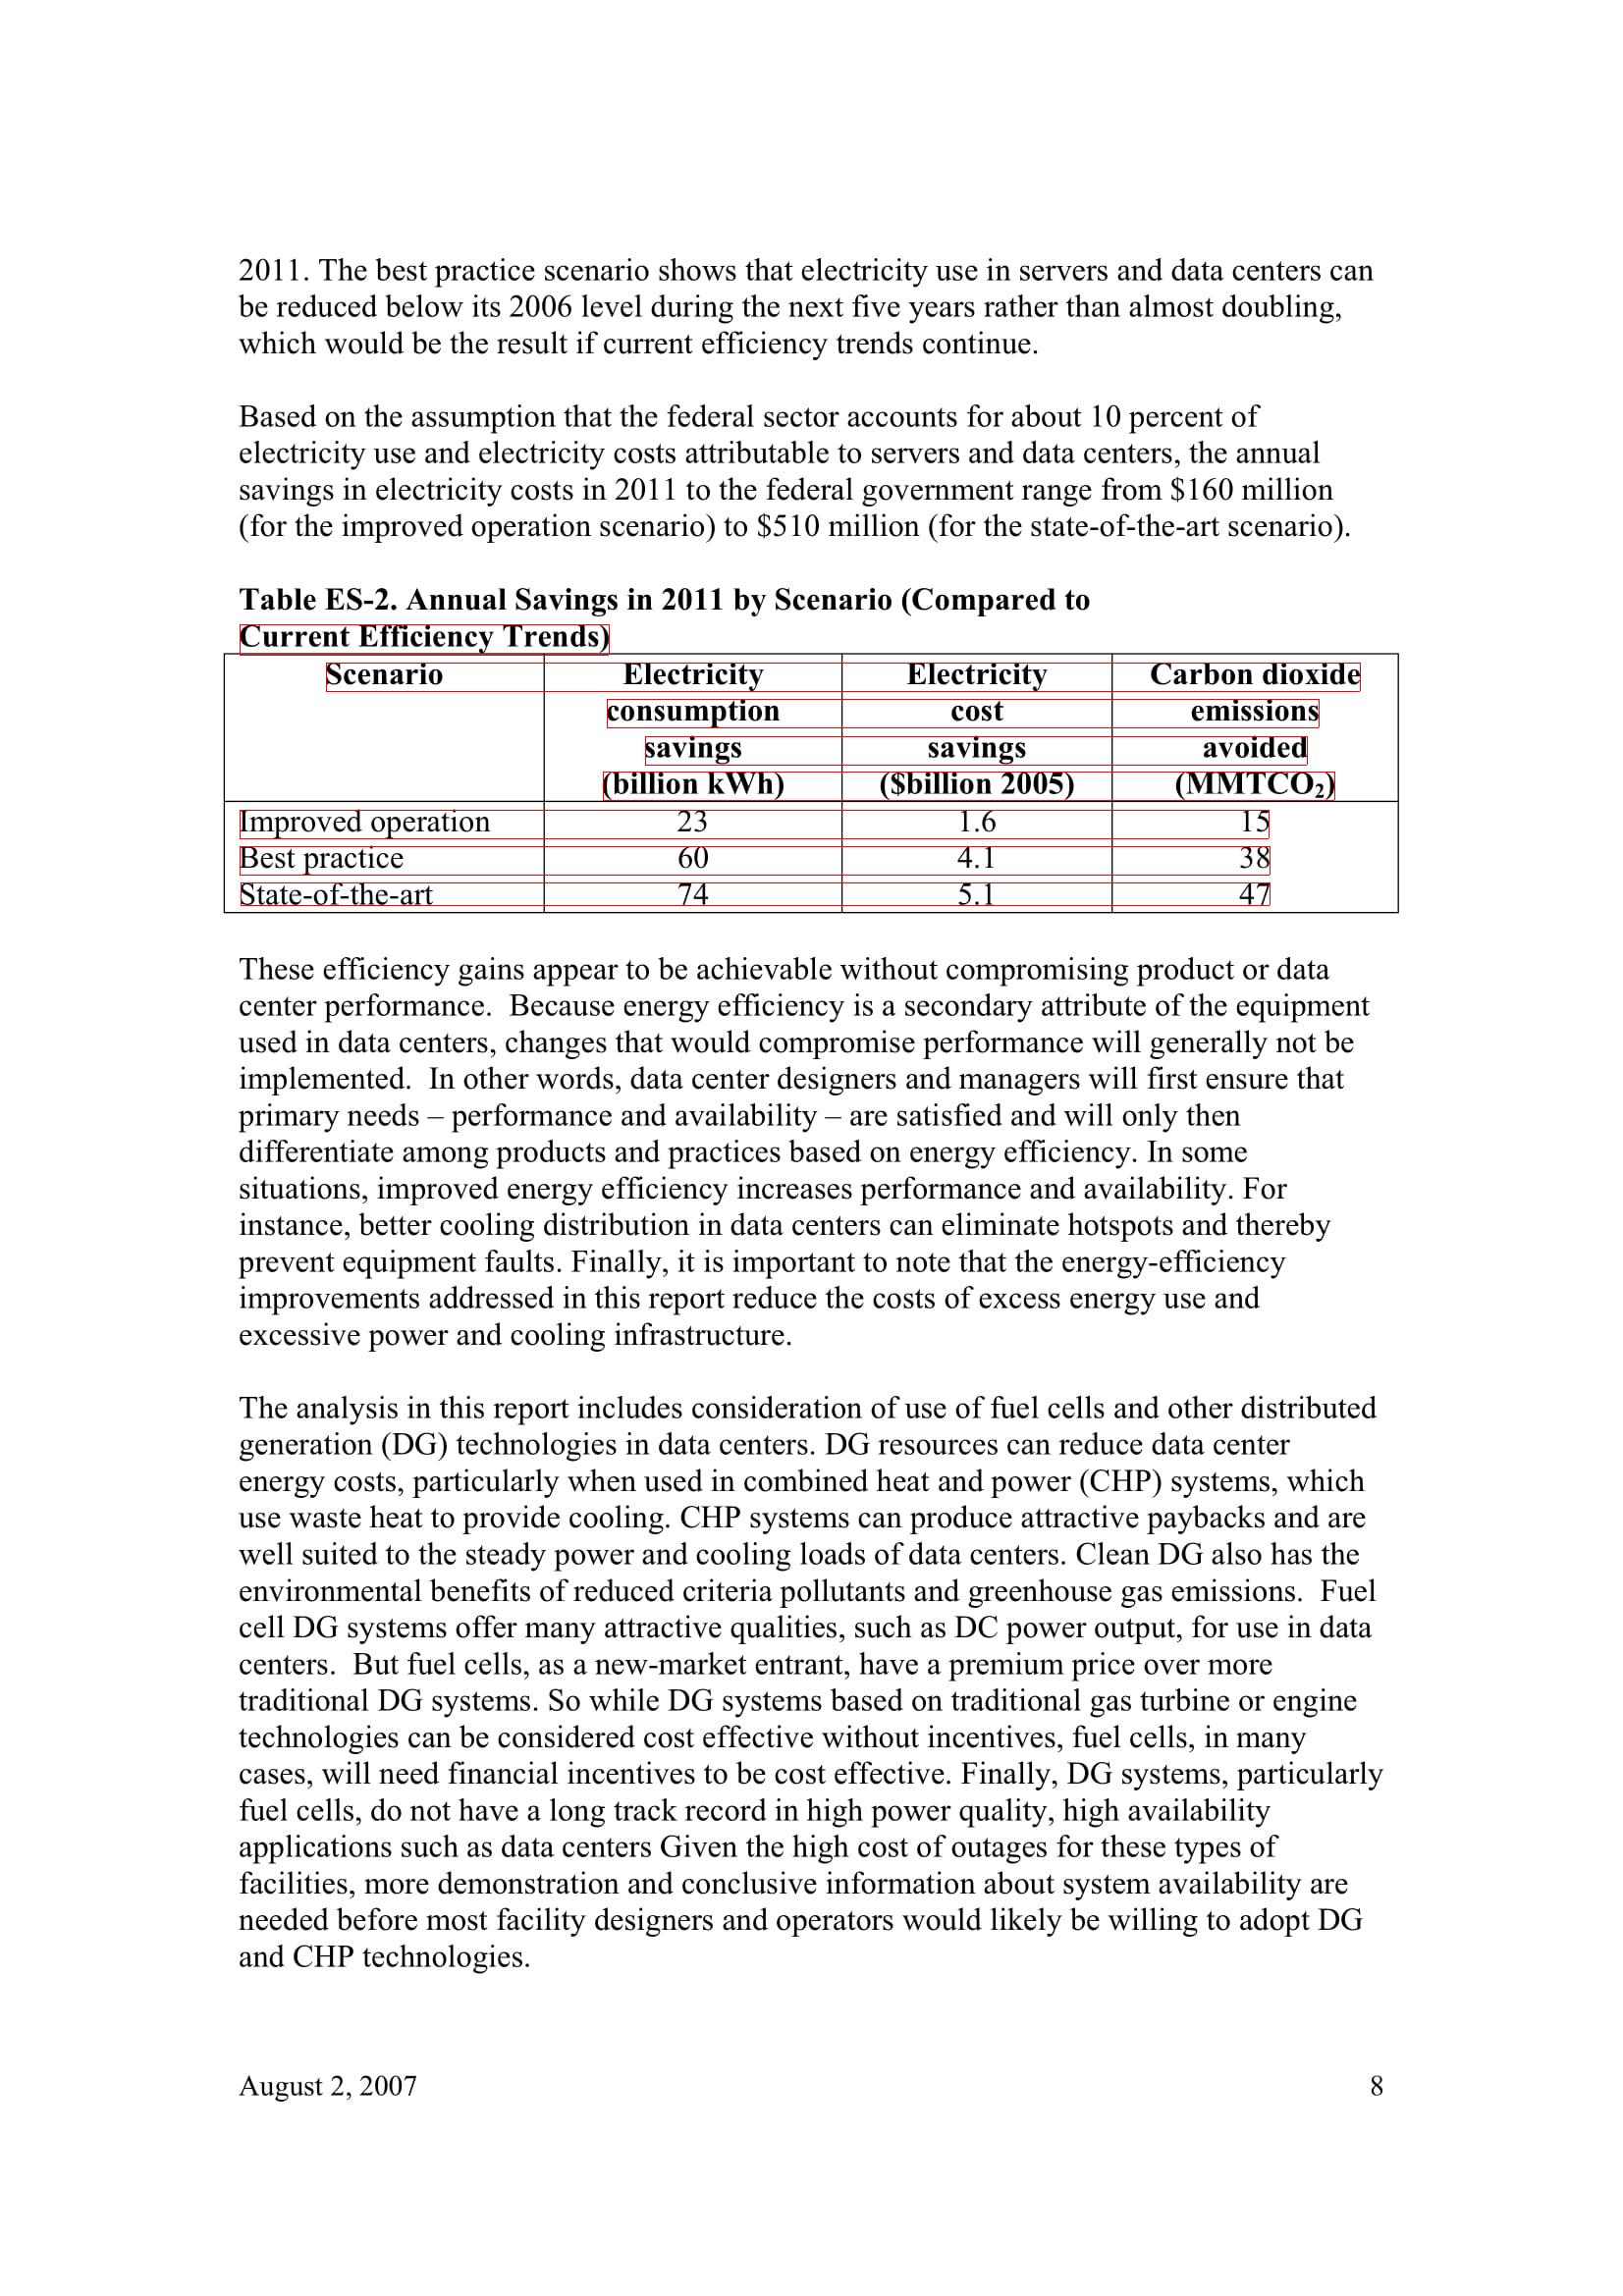 2011. The best practice scenario shows that electricity use in servers and data centers can
be reduced below its 2006 level during the next five years rather than almost doubling,
which would be the result if current efficiency trends continue.
Based on the assumption that the federal sector accounts for about 10 percent of
electricity use and electricity costs attributable to servers and data centers, the annual
savings in electricity costs in 2011 to the federal government range from $160 million
(for the improved operation scenario) to $510 million (for the state-of-the-art scenario).
Table ES-2. Annual Savings in 2011 by Scenario (Compared to
Current Efficiency Trends)
Scenario Electricity Electricity Carbon dioxide
consumption cost emissions
savings savings avoided
(billion kWh) ($billion 2005) (MMTCO₂)
Improved operation 23 1.6 15
Best practice 60 4.1 38
State-of-the-art 74 5.1 47
These efficiency gains appear to be achievable without compromising product or data
center performance.  Because energy efficiency is a secondary attribute of the equipment
used in data centers, changes that would compromise performance will generally not be
implemented.  In other words, data center designers and managers will first ensure that
primary needs – performance and availability – are satisfied and will only then
differentiate among products and practices based on energy efficiency. In some
situations, improved energy efficiency increases performance and availability. For
instance, better cooling distribution in data centers can eliminate hotspots and thereby
prevent equipment faults. Finally, it is important to note that the energy-efficiency
improvements addressed in this report reduce the costs of excess energy use and
excessive power and cooling infrastructure.
The analysis in this report includes consideration of use of fuel cells and other distributed
generation (DG) technologies in data centers. DG resources can reduce data center
energy costs, particularly when used in combined heat and power (CHP) systems, which
use waste heat to provide cooling. CHP systems can produce attractive paybacks and are
well suited to the steady power and cooling loads of data centers. Clean DG also has the
environmental benefits of reduced criteria pollutants and greenhouse gas emissions.  Fuel
cell DG systems offer many attractive qualities, such as DC power output, for use in data
centers.  But fuel cells, as a new-market entrant, have a premium price over more
traditional DG systems. So while DG systems based on traditional gas turbine or engine
technologies can be considered cost effective without incentives, fuel cells, in many
cases, will need financial incentives to be cost effective. Finally, DG systems, particularly
fuel cells, do not have a long track record in high power quality, high availability
applications such as data centers Given the high cost of outages for these types of
facilities, more demonstration and conclusive information about system availability are
needed before most facility designers and operators would likely be willing to adopt DG
and CHP technologies.
August 2, 2007 8